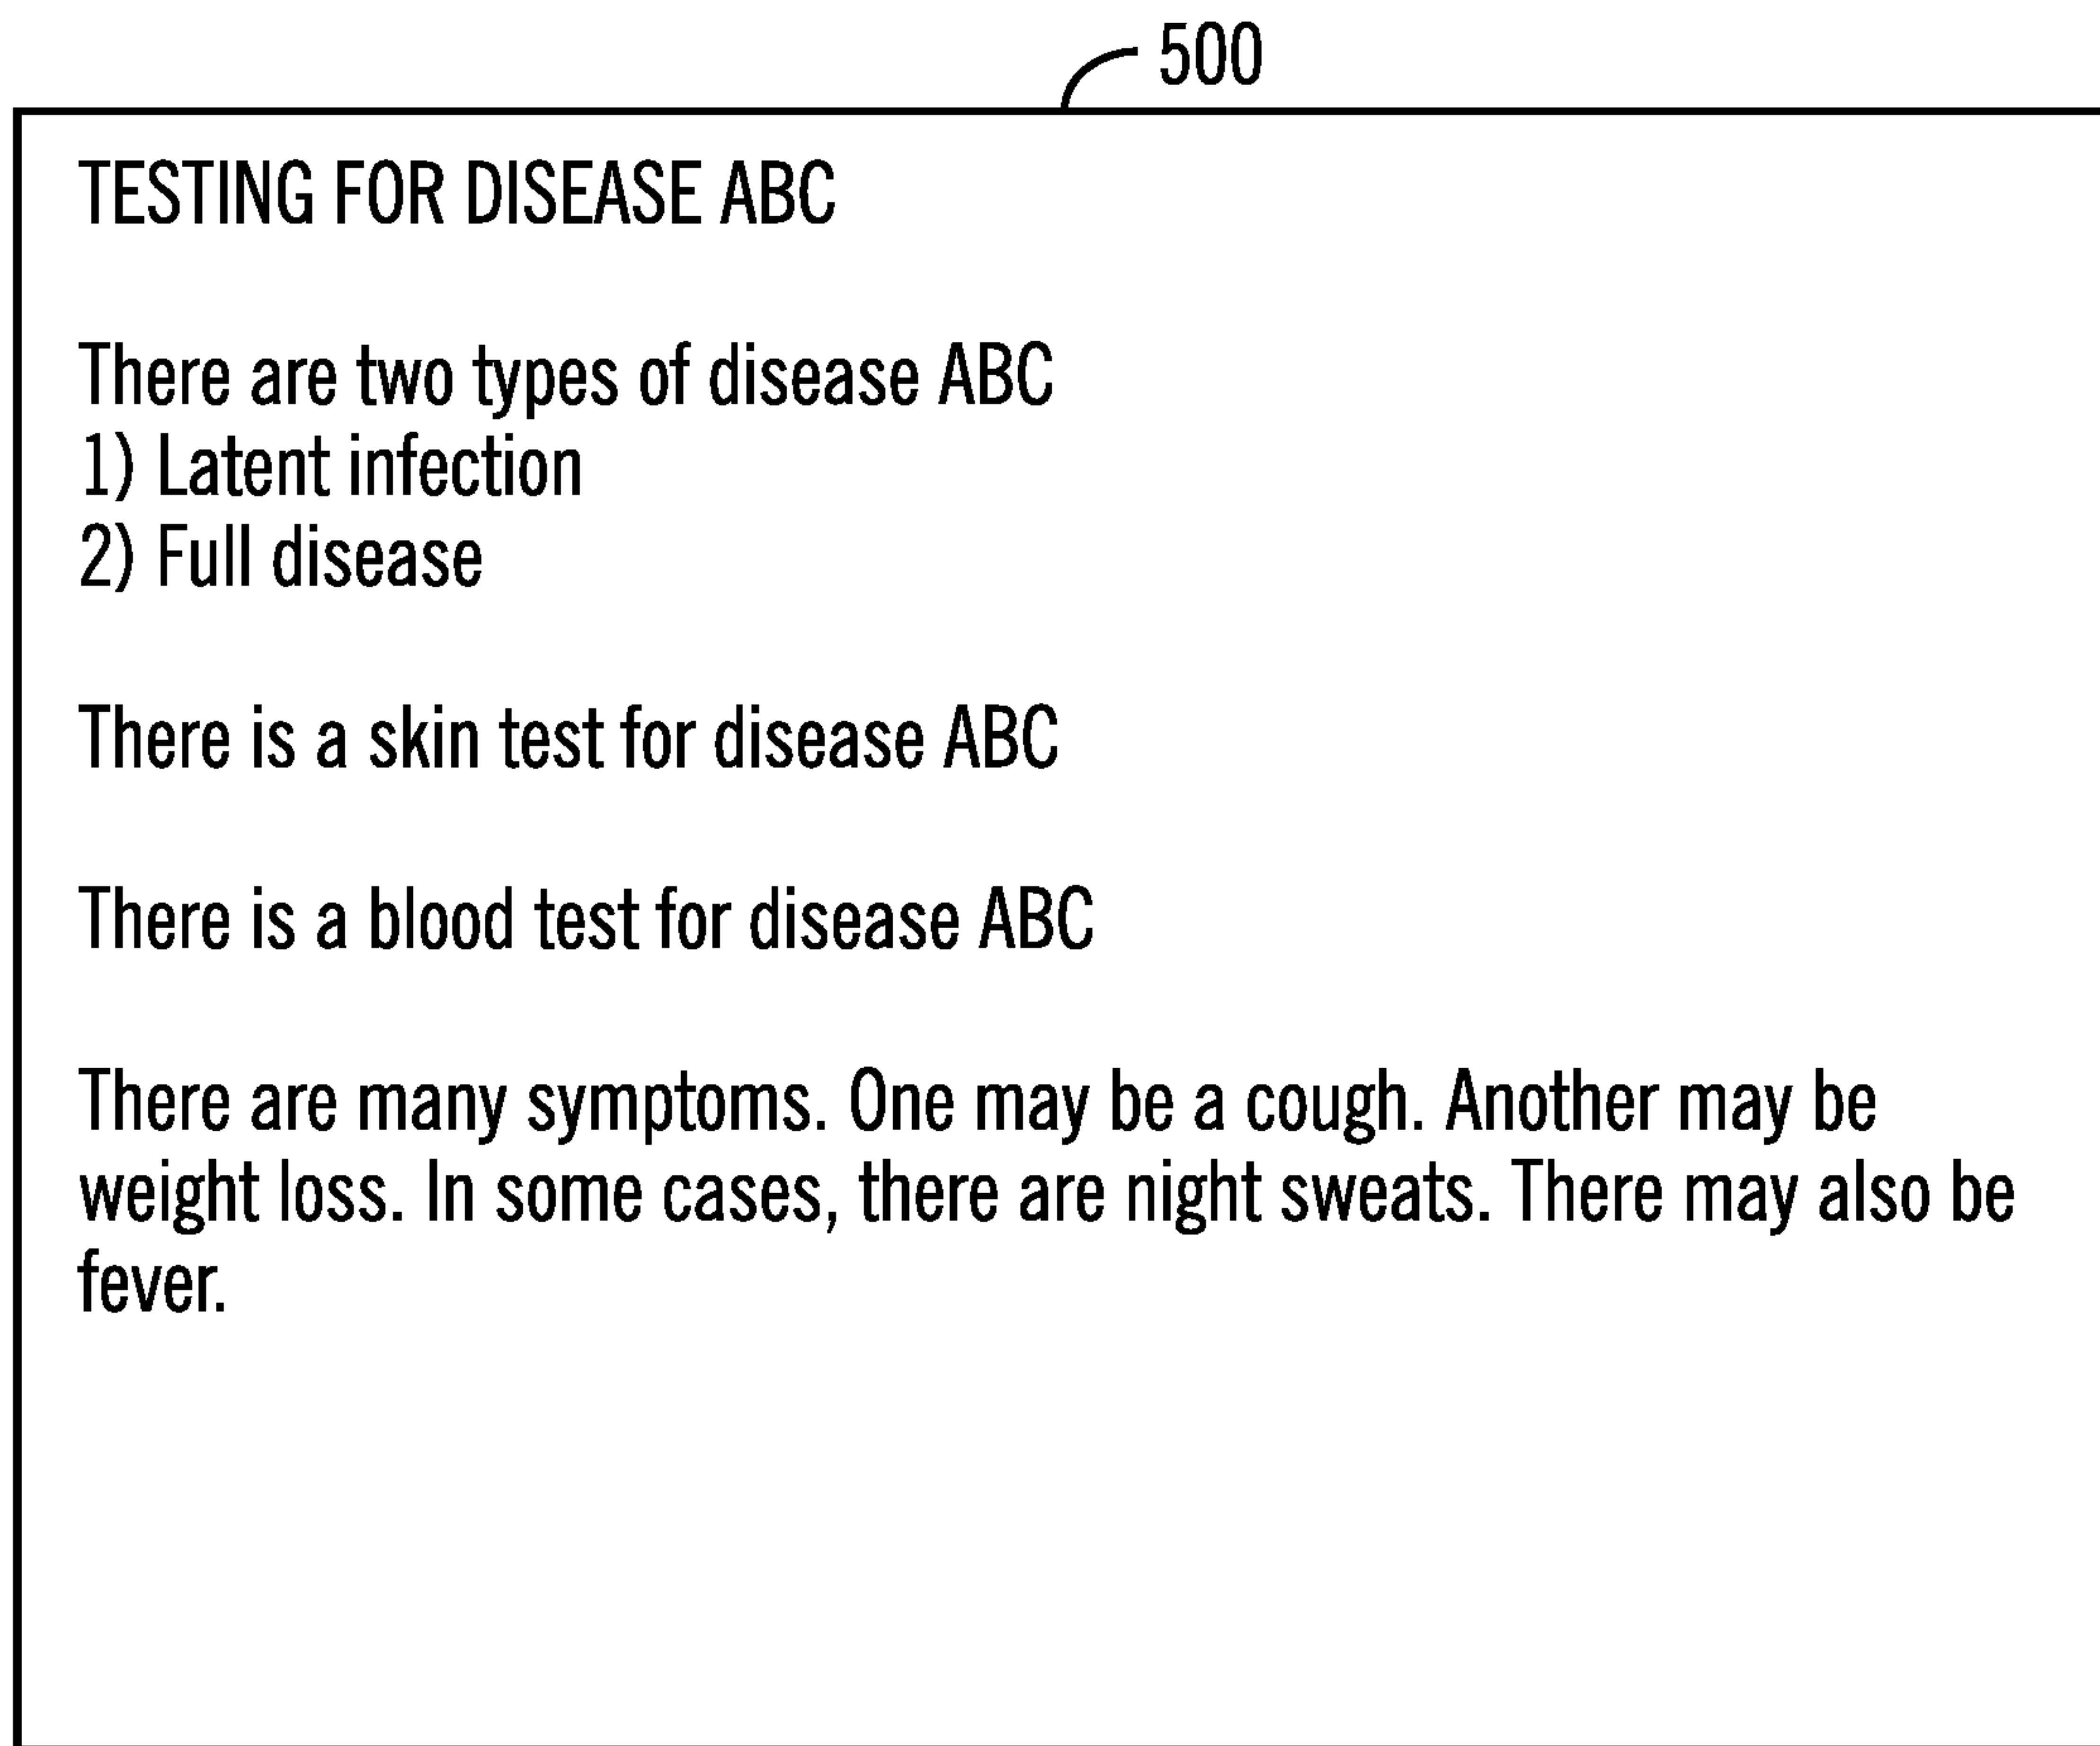 500
TESTING FOR DISEASE ABC
There are two types of disease ABC
1) Latent infection
2) Full disease
There is a skin test for disease ABC
There is a blood test for disease ABC
There are many symptoms. One may be a cough. Another may be
weight loss. In some cases, there are night sweats. There may also be
fever.